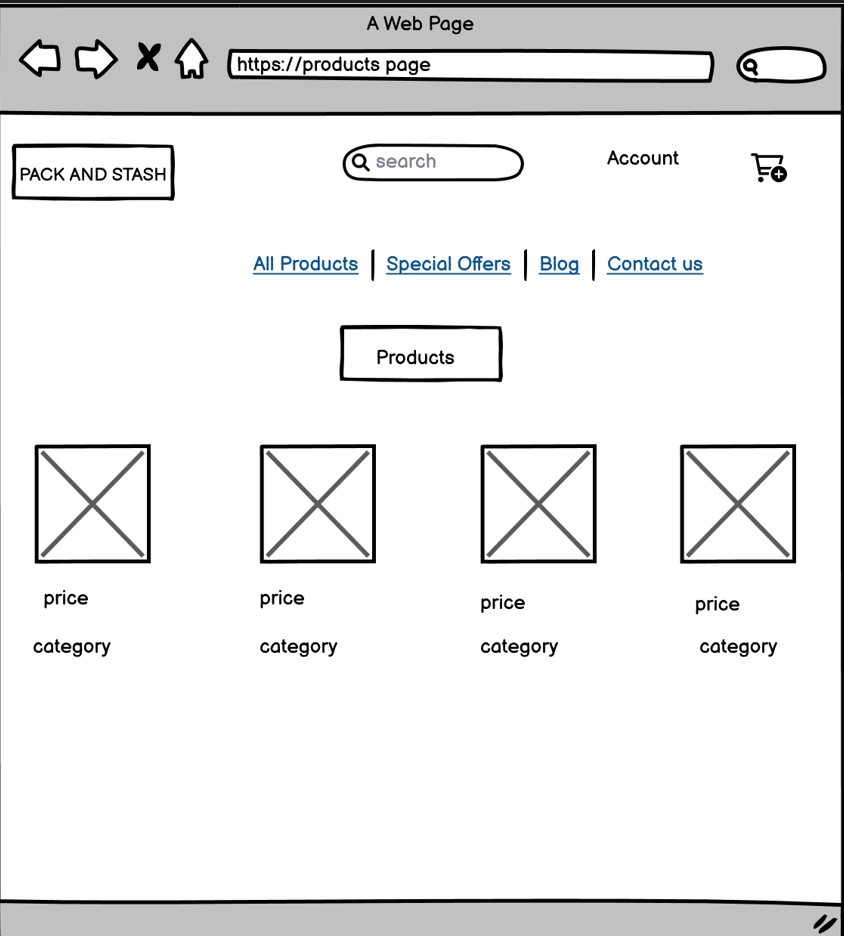 A Web Page
https://products page
PACK AND STASH
search
Account
All Products | Special Offers | Blog | Contact us
Products
price price price price
category category category category